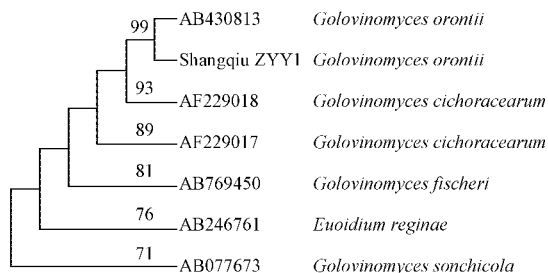 99 AB430813 Golovinomyces orontii
Shangqiu ZYY1 Golovinomyces orontii
93 AF229018 Golovinomyces cichoracearum
89 AF229017 Golovinomyces cichoracearum
81 AB769450 Golovinomyces fischeri
76 AB246761 Euoidium reginae
71 AB077673 Golovinomyces sonchicola